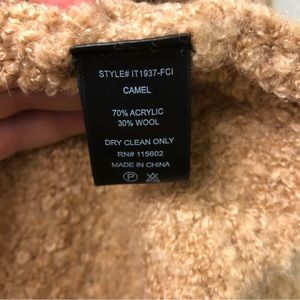 STYLE# IT1937-FCI
CAMEL
70% ACRYLIC
30% WOOL
DRY CLEAN ONLY
RN# 115602
MADE IN CHINA
P